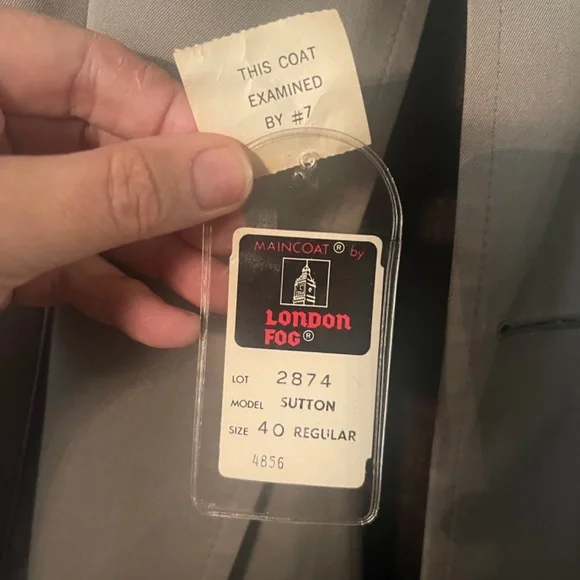 THIS COAT
EXAMINED
BY #7
MAINCOAT® by
LONDON
FOG®
LOT 2874
MODEL SUTTON
SIZE 40 REGULAR
4856